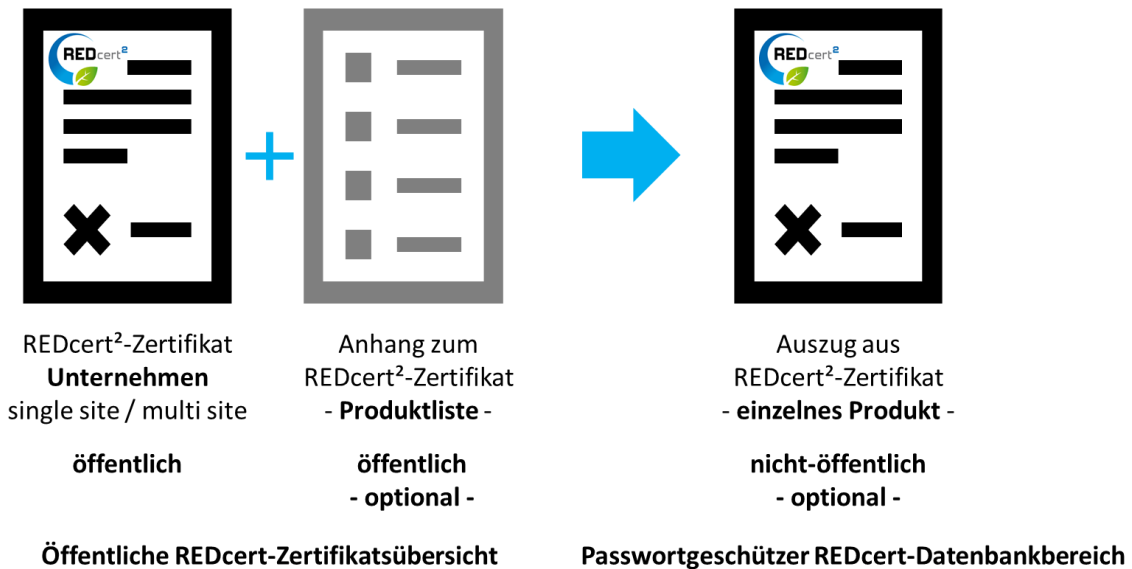 REDcert²
REDcert²
REDcert²-Zertifikat
Unternehmen
single site / multi site
öffentlich
Anhang zum
REDcert²-Zertifikat
- Produktliste -
öffentlich
- optional -
Auszug aus
REDcert²-Zertifikat
- einzelnes Produkt -
nicht-öffentlich
- optional -
Öffentliche REDcert-Zertifikatsübersicht
Passwortgeschützer REDcert-Datenbankbereich